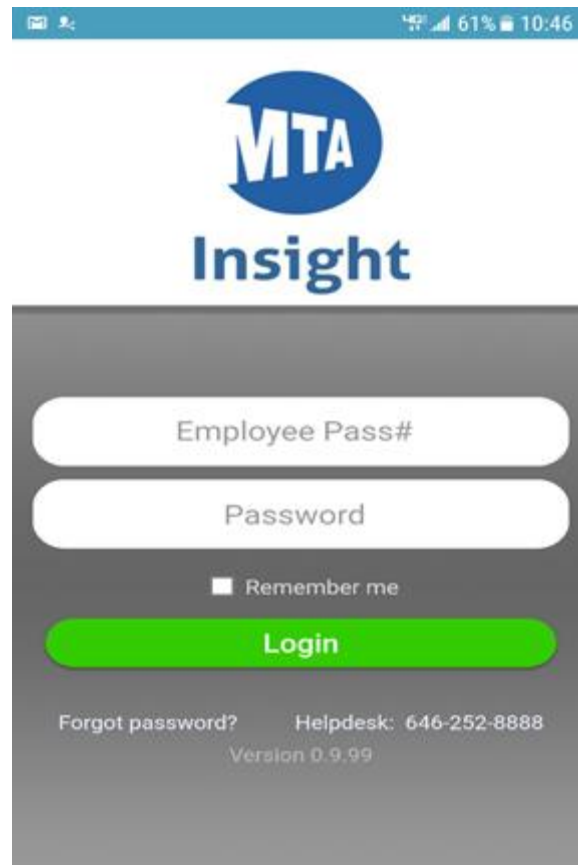 61% 10:46
MTA
Insight
Employee Pass#
Password
Remember me
Login
Forgot password? Helpdesk: 646-252-8888
Version 0.9.99